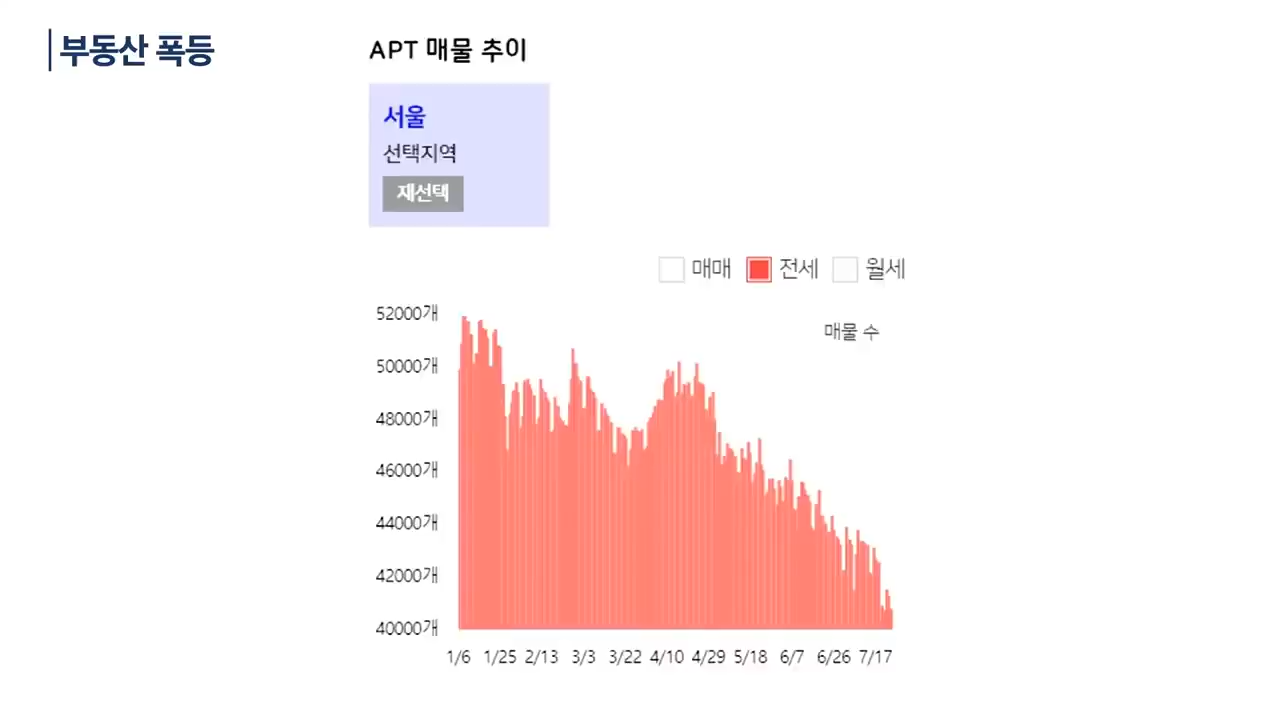 부동산 폭등
APT 매물 추이
서울
선택지역
재선택
매매 전세 월세
매물 수
52000개
50000개
48000개
46000개
44000개
42000개
40000개
1/6 1/25 2/13 3/3 3/22 4/10 4/29 5/18 6/7 6/26 7/17